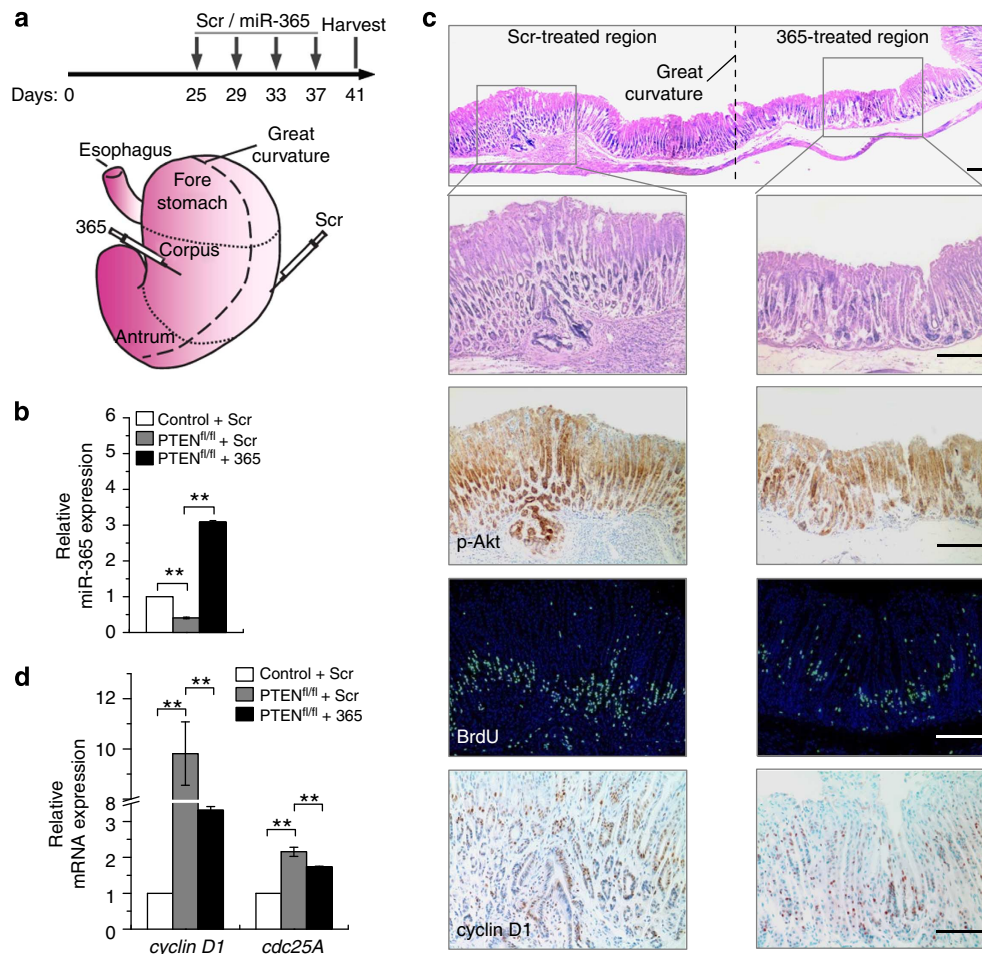 a
Scr / miR-365
Harvest
Days: 0 25 29 33 37 41
Esophagus
Great
curvature
Fore
stomach
365
Scr
Corpus
Antrum
b
Control + Scr
PTENfl/fl + Scr
PTENfl/fl + 365
Relative
miR-365 expression
6
5
4
3
2
1
0
**
**
c
Scr-treated region
365-treated region
Great
curvature
p-Akt
BrdU
cyclin D1
d
Control + Scr
PTENfl/fl + Scr
PTENfl/fl + 365
Relative
mRNA expression
12
10
8
3
2
1
0
**
**
**
**
cyclin D1
cdc25A